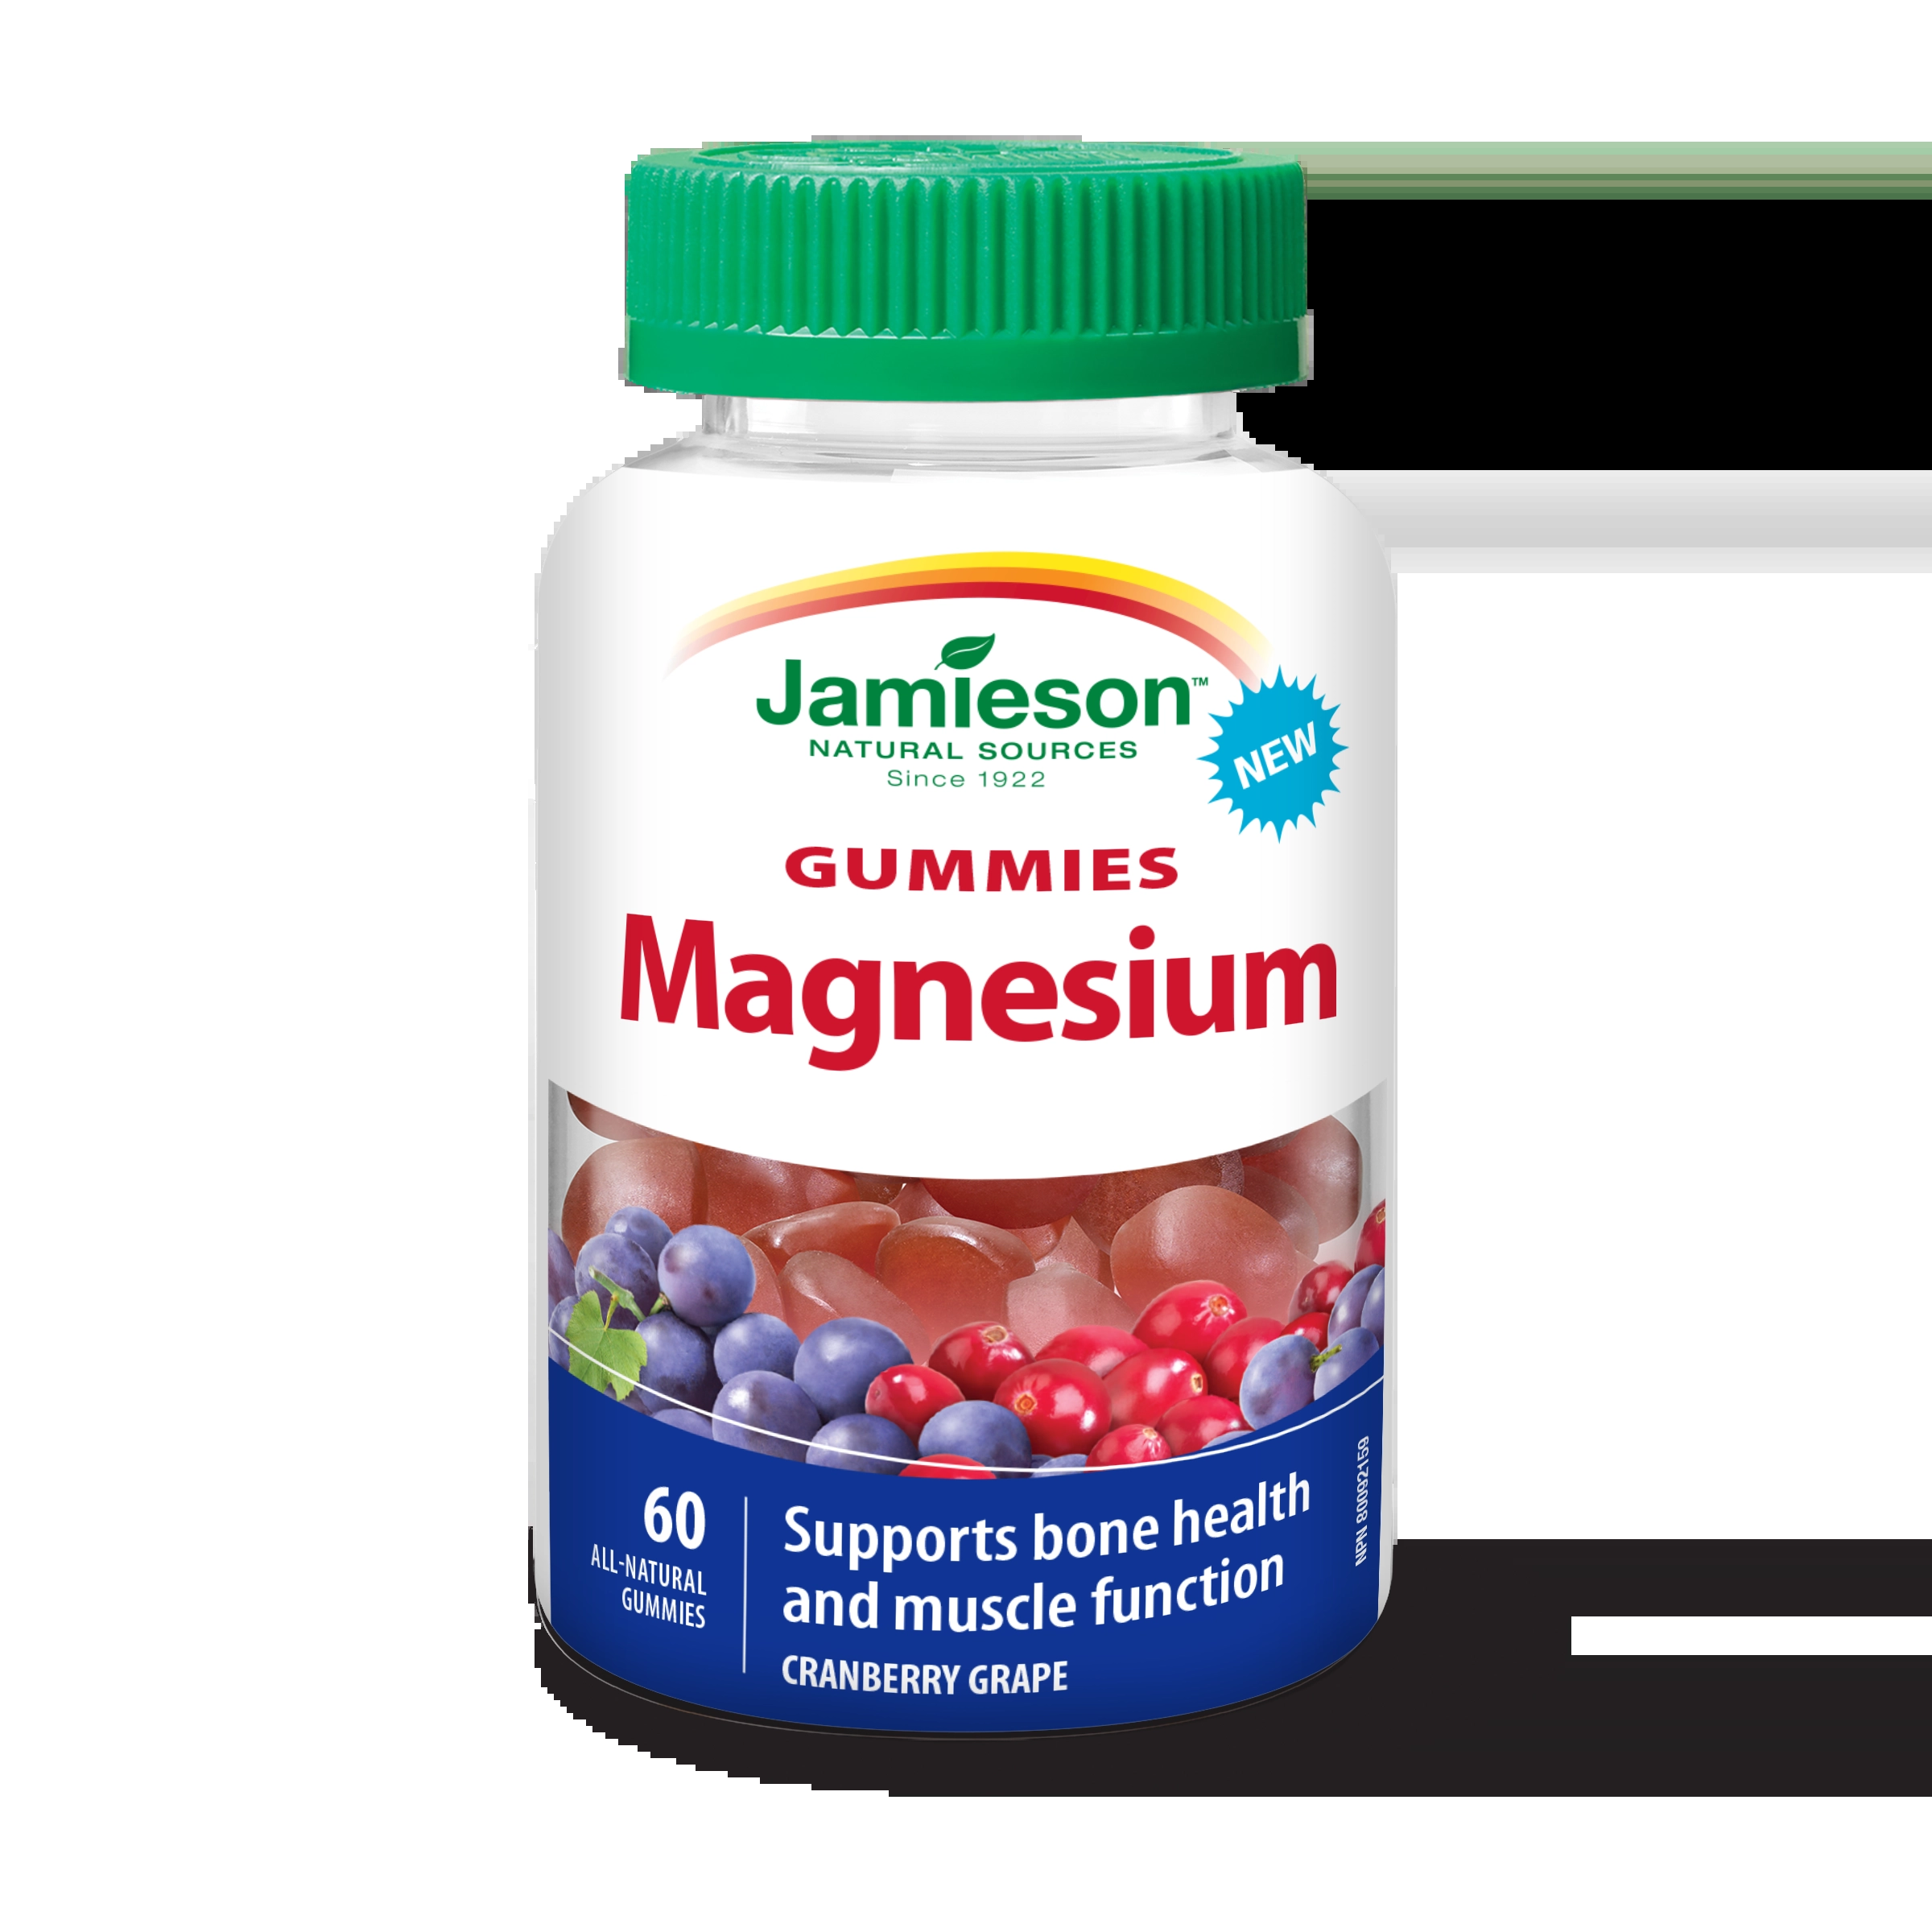 Jamieson™
NATURAL SOURCES
Since 1922
NEW
GUMMIES
Magnesium
60
ALL-NATURAL
GUMMIES
Supports bone health
and muscle function
CRANBERRY GRAPE
NPN 80092159